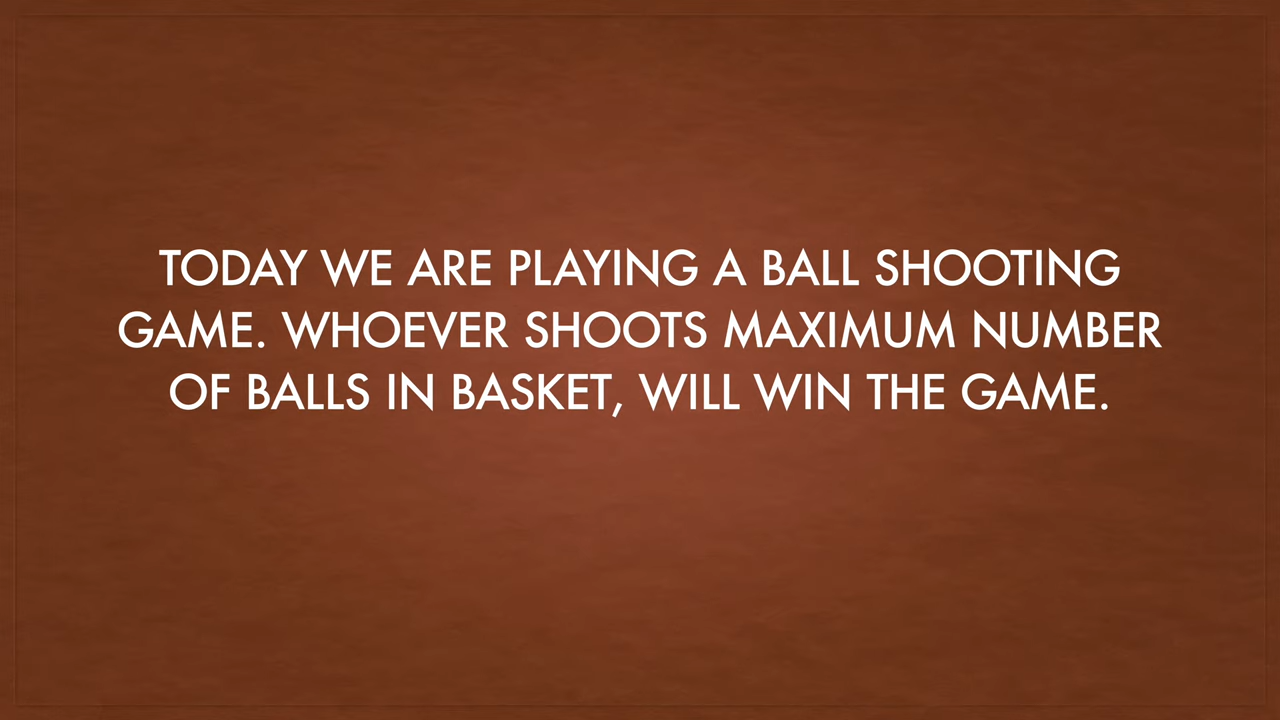 TODAY WE ARE PLAYING A BALL SHOOTING
GAME. WHOEVER SHOOTS MAXIMUM NUMBER
OF BALLS IN BASKET, WILL WIN THE GAME.